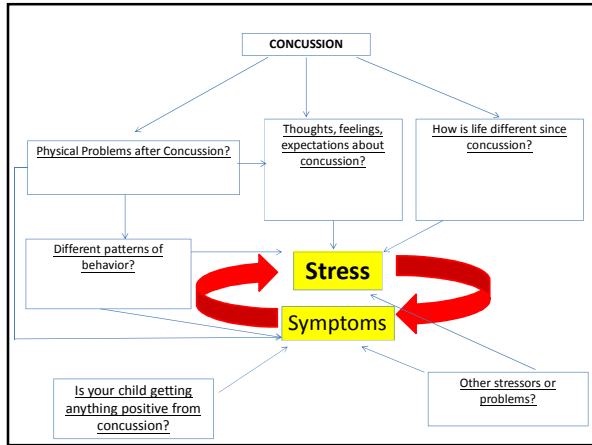 CONCUSSION
Physical Problems after Concussion?
Thoughts, feelings,
expectations about
concussion?
How is life different since
concussion?
Different patterns of
behavior?
Stress
Symptoms
Is your child getting
anything positive from
concussion?
Other stressors or
problems?